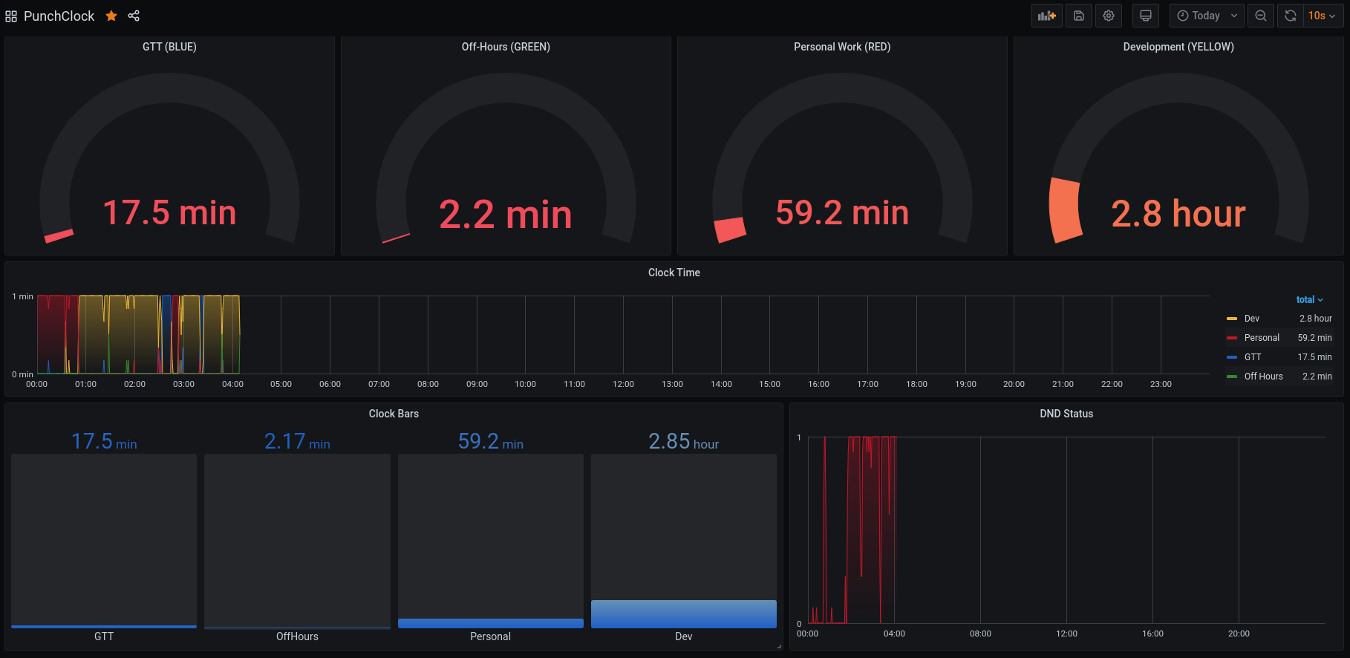 PunchClock
Today
10s
GTT (BLUE)
Off-Hours (GREEN)
Personal Work (RED)
Development (YELLOW)
17.5 min
2.2 min
59.2 min
2.8 hour
Clock Time
1 min
0 min
00:00 01:00 02:00 03:00 04:00 05:00 06:00 07:00 08:00 09:00 10:00 11:00 12:00 13:00 14:00 15:00 16:00 17:00 18:00 19:00 20:00 21:00 22:00 23:00
total
Dev 2.8 hour
Personal 59.2 min
GTT 17.5 min
Off Hours 2.2 min
Clock Bars
17.5 min
2.17 min
59.2 min
2.85 hour
GTT
OffHours
Personal
Dev
DND Status
1
0
00:00 04:00 08:00 12:00 16:00 20:00